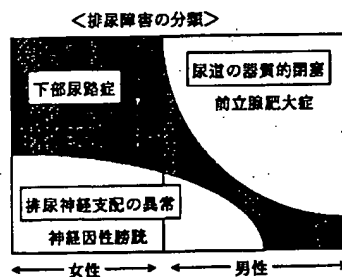 ＜排尿障害の分類＞
下部尿路症
尿道の器質的閉塞
前立腺肥大症
排尿神経支配の異常
神経因性膀胱
女性
男性